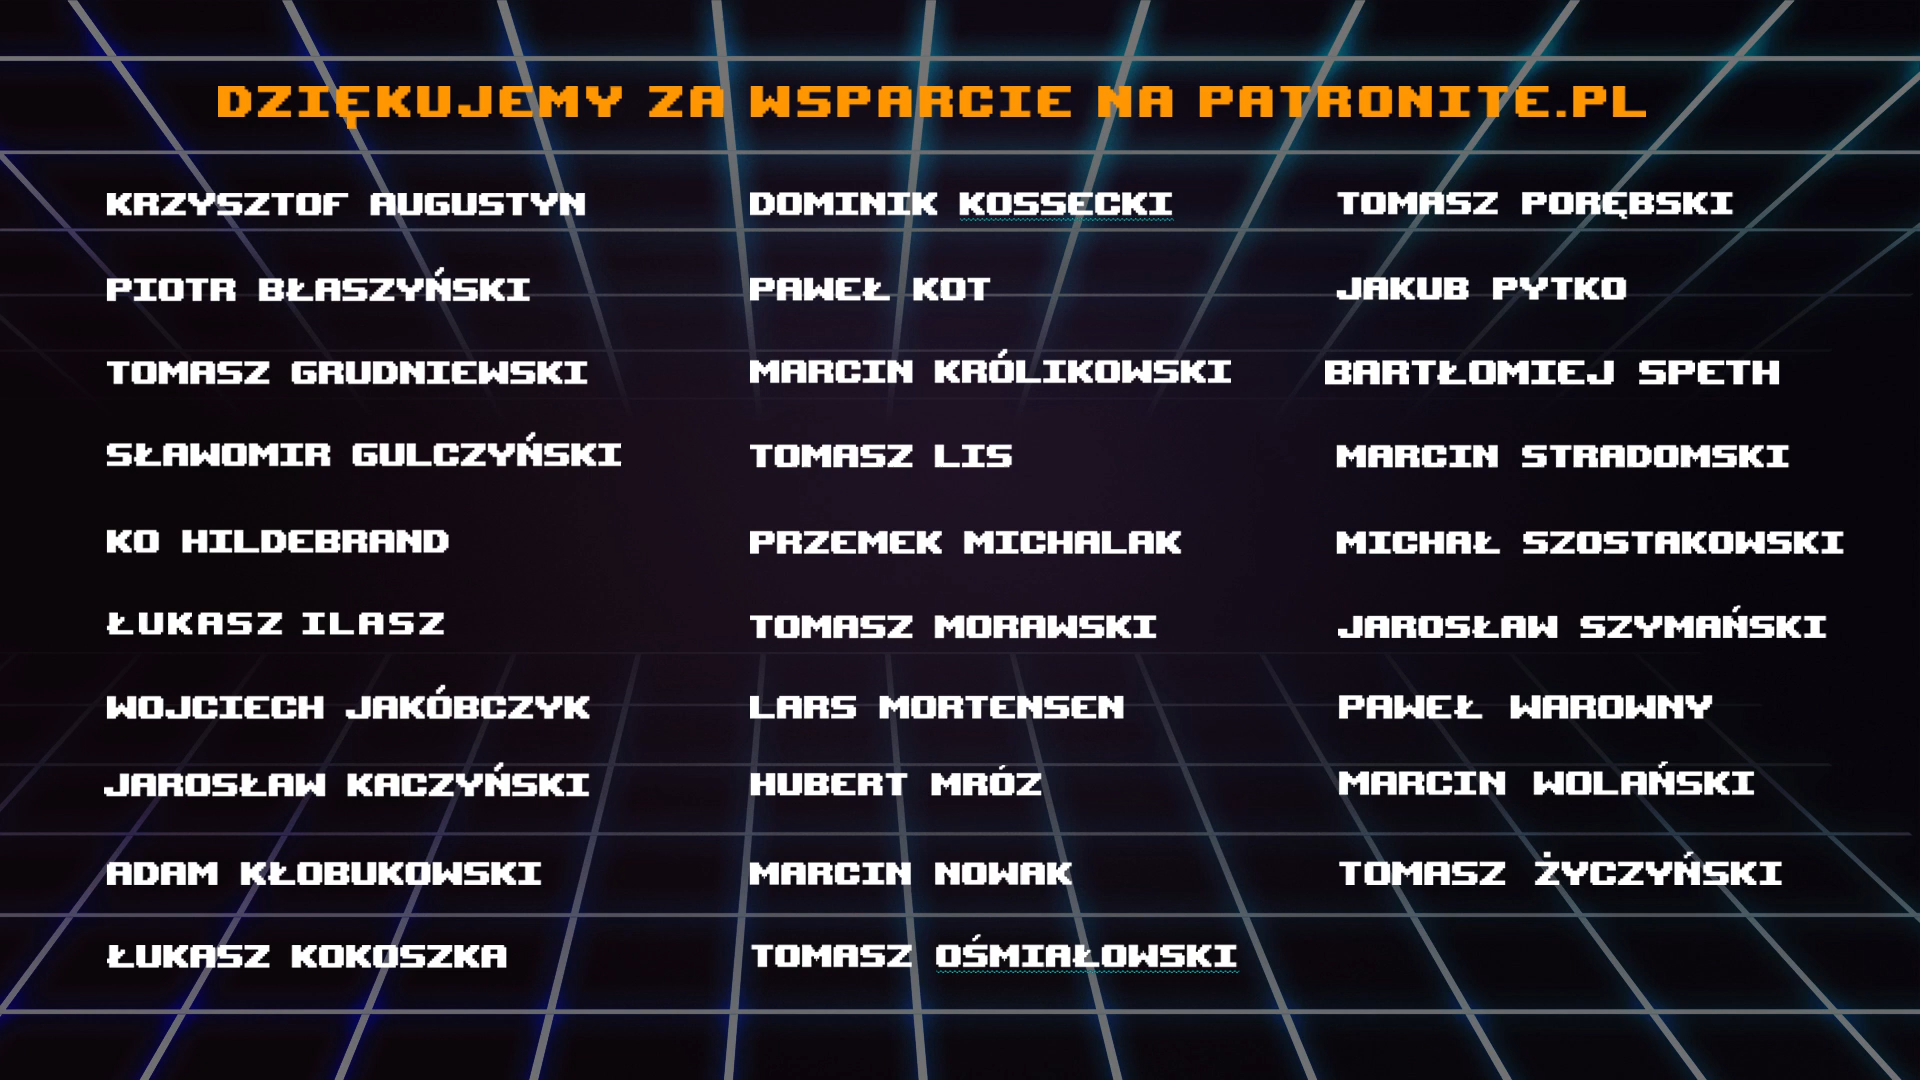 DZIĘKUJEMY ZA WSPARCIE NA PATRONITE.PL
KRZYSZTOF AUGUSTYN
PIOTR BŁASZYŃSKI
TOMASZ GRUDNIEWSKI
SŁAWOMIR GULCZYŃSKI
KO HILDEBRAND
ŁUKASZ ILASZ
WOJCIECH JAKÓBCZYK
JAROSŁAW KACZYŃSKI
ADAM KŁOBUKOWSKI
ŁUKASZ KOKOSZKA
DOMINIK KOSSECKI
PAWEŁ KOT
MARCIN KRÓLIKOWSKI
TOMASZ LIS
PRZEMEK MICHALAK
TOMASZ MORAWSKI
LARS MORTENSEN
HUBERT MRÓZ
MARCIN NOWAK
TOMASZ OŚMIAŁOWSKI
TOMASZ PORĘBSKI
JAKUB PYTKO
BARTŁOMIEJ SPETH
MARCIN STRADOMSKI
MICHAŁ SZOSTAKOWSKI
JAROSŁAW SZYMAŃSKI
PAWEŁ WAROWNY
MARCIN WOLAŃSKI
TOMASZ ŻYCZYŃSKI